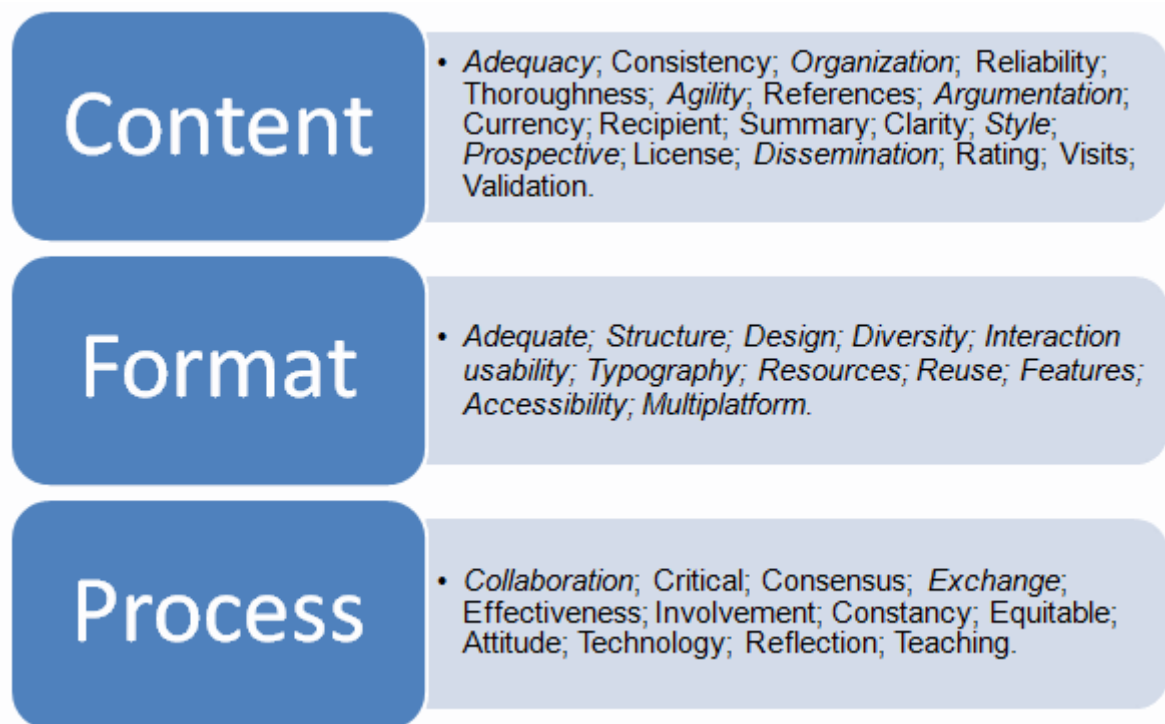 Content
• Adequacy; Consistency; Organization; Reliability;
Thoroughness; Agility; References; Argumentation;
Currency; Recipient; Summary; Clarity; Style;
Prospective; License; Dissemination; Rating; Visits;
Validation.
Format
• Adequate; Structure; Design; Diversity; Interaction
usability; Typography; Resources; Reuse; Features;
Accessibility; Multiplatform.
Process
• Collaboration; Critical; Consensus; Exchange;
Effectiveness; Involvement; Constancy; Equitable;
Attitude; Technology; Reflection; Teaching.